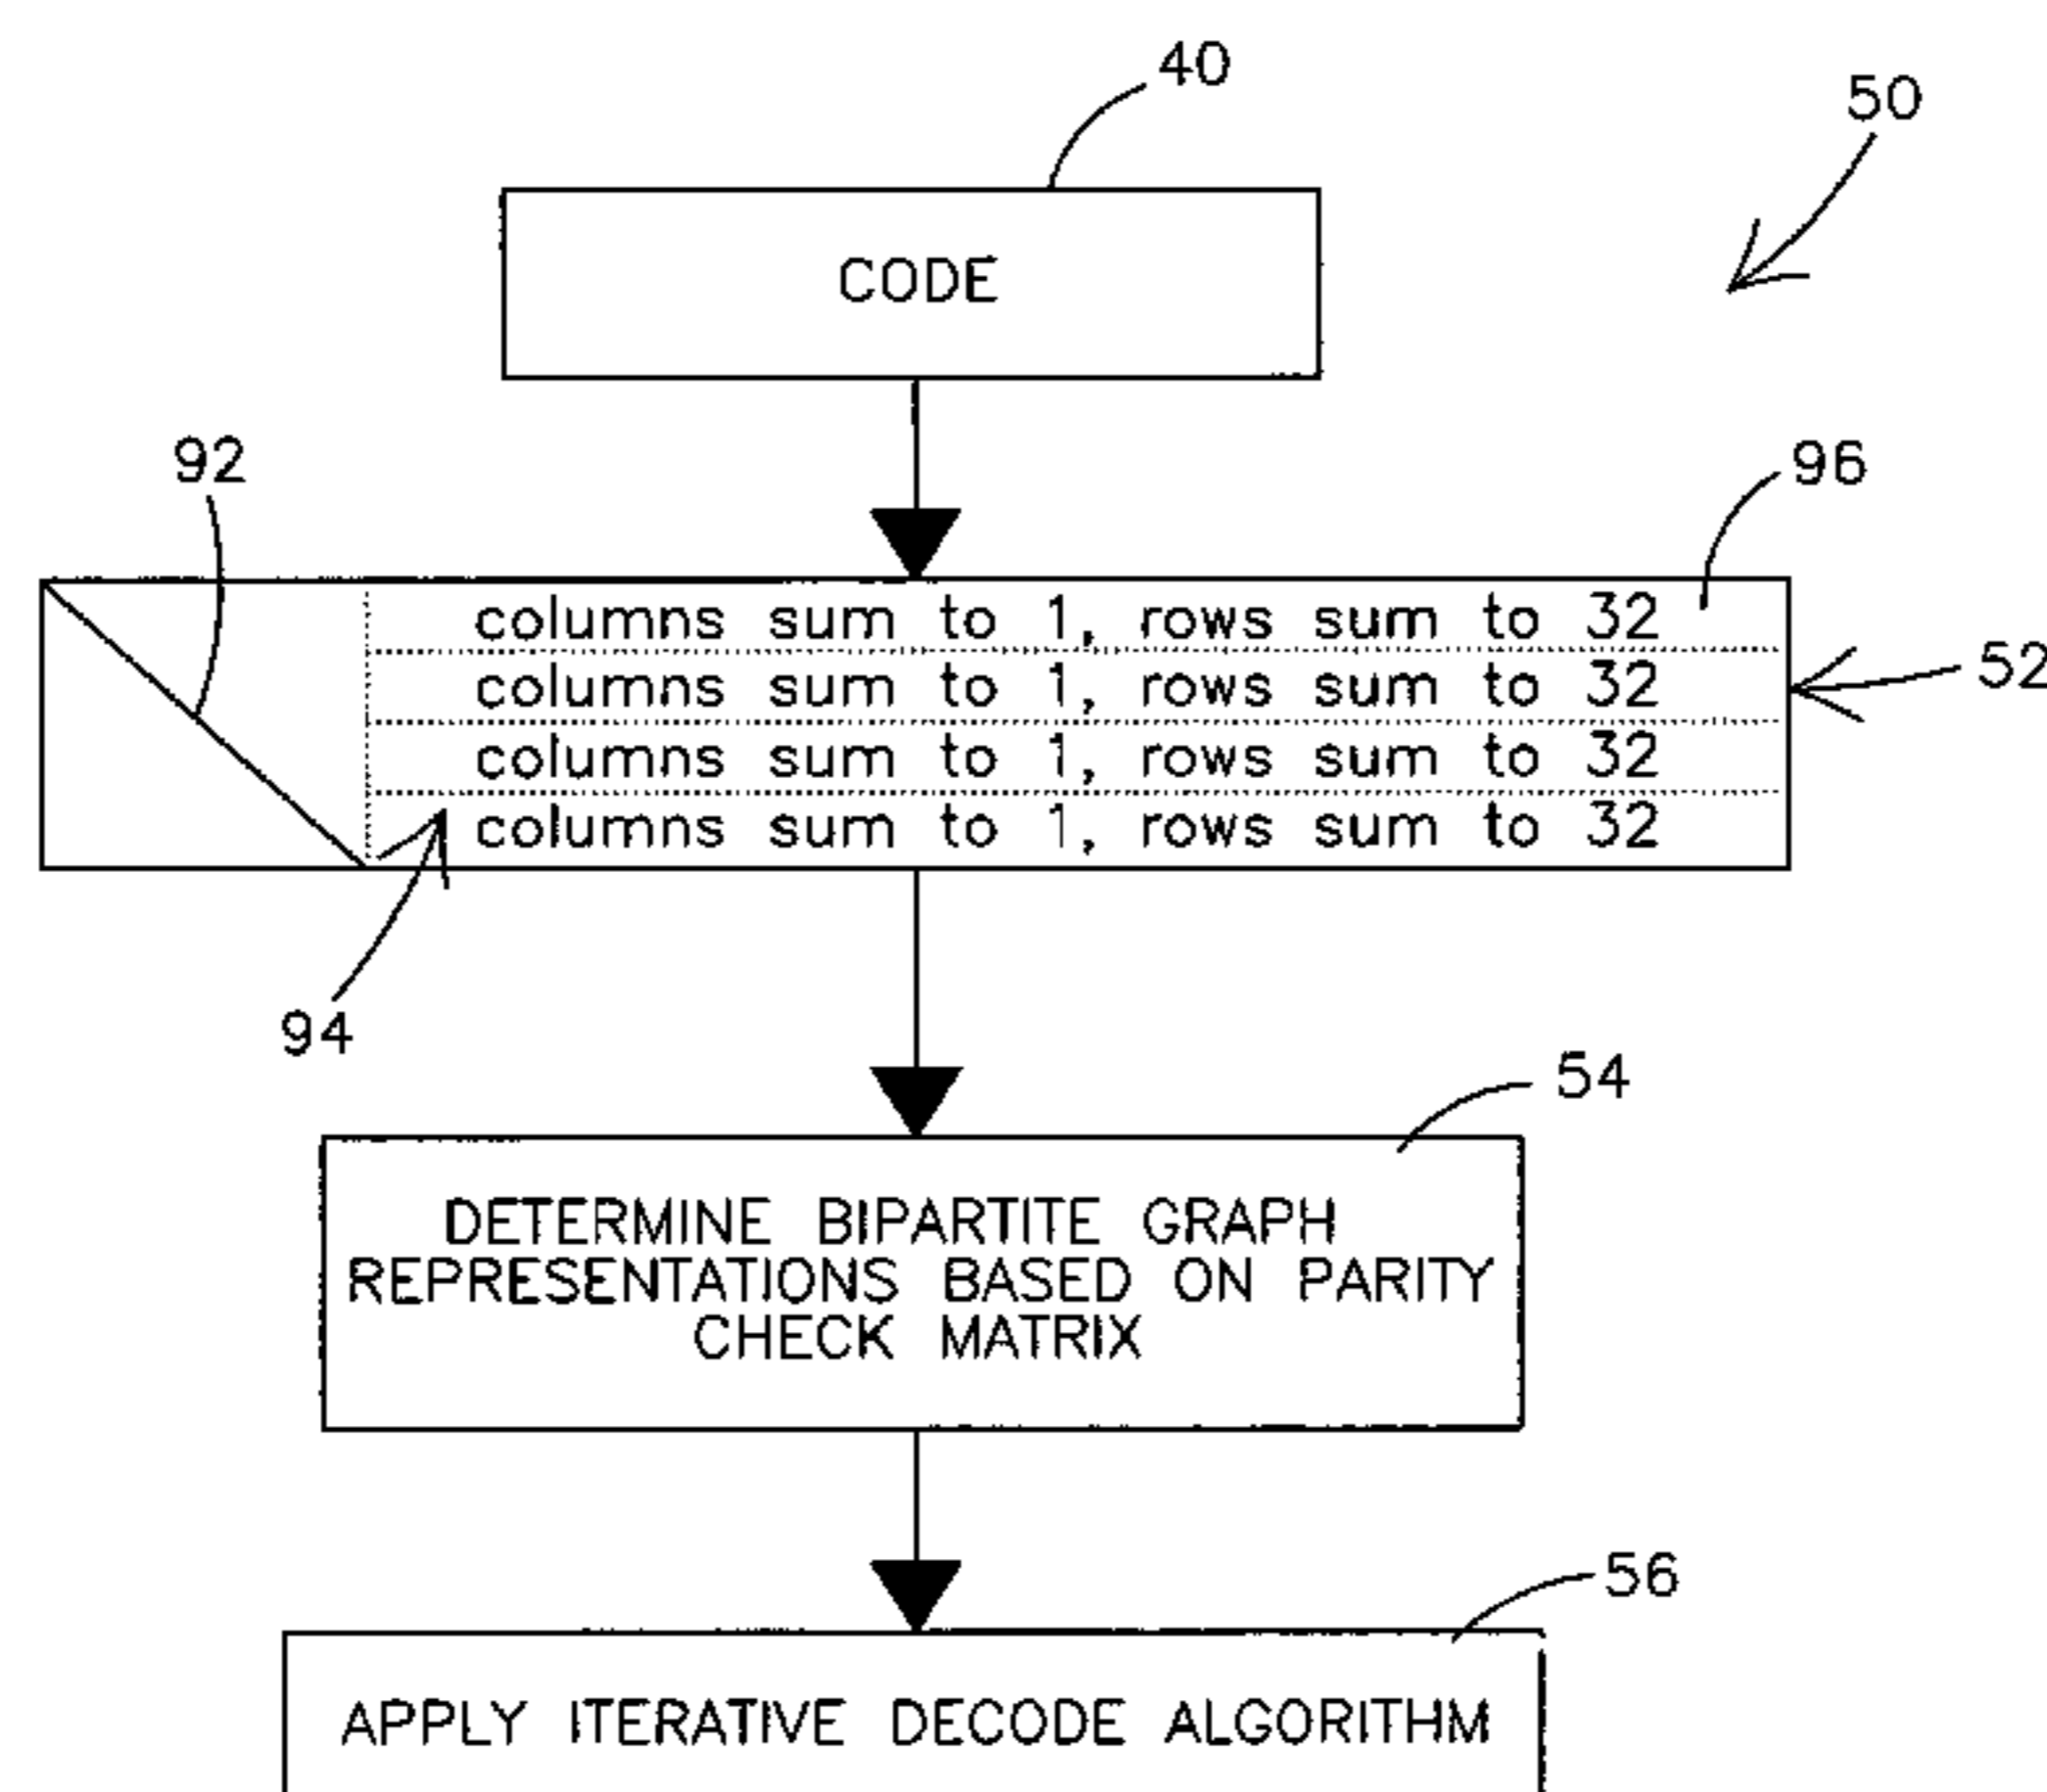 40
50
CODE
92
96
columns sum to 1, rows sum to 32
columns sum to 1, rows sum to 32
52
columns sum to 1, rows sum to 32
columns sum to 1, rows sum to 32
94
54
DETERMINE BIPARTITE GRAPH
REPRESENTATIONS BASED ON PARITY
CHECK MATRIX
56
APPLY ITERATIVE DECODE ALGORITHM